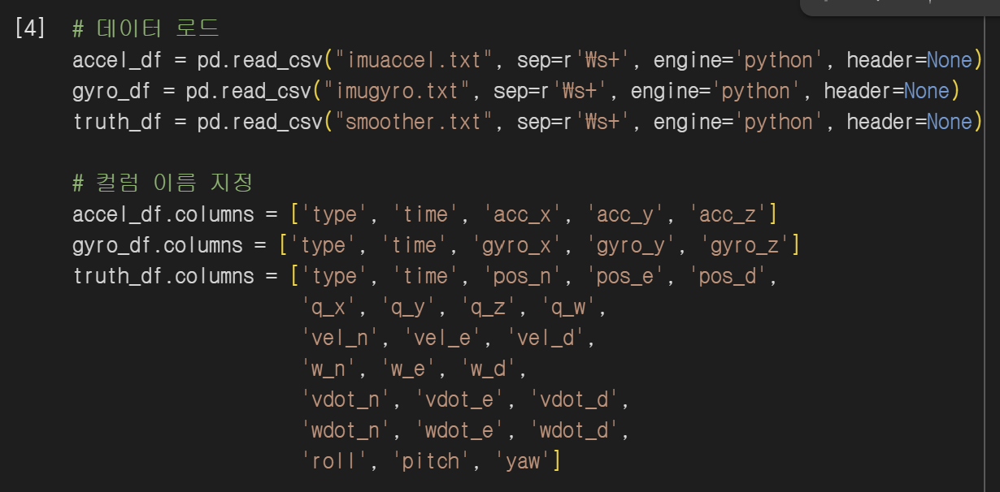 [4] # 데이터 로드
accel_df = pd.read_csv("imuaccel.txt", sep=r'₩s+', engine='python', header=None)
gyro_df = pd.read_csv("imugyro.txt", sep=r'₩s+', engine='python', header=None)
truth_df = pd.read_csv("smoother.txt", sep=r'₩s+', engine='python', header=None)
# 컬럼 이름 지정
accel_df.columns = ['type', 'time', 'acc_x', 'acc_y', 'acc_z']
gyro_df.columns = ['type', 'time', 'gyro_x', 'gyro_y', 'gyro_z']
truth_df.columns = ['type', 'time', 'pos_n', 'pos_e', 'pos_d',
'q_x', 'q_y', 'q_z', 'q_w',
'vel_n', 'vel_e', 'vel_d',
'w_n', 'w_e', 'w_d',
'vdot_n', 'vdot_e', 'vdot_d',
'wdot_n', 'wdot_e', 'wdot_d',
'roll', 'pitch', 'yaw']